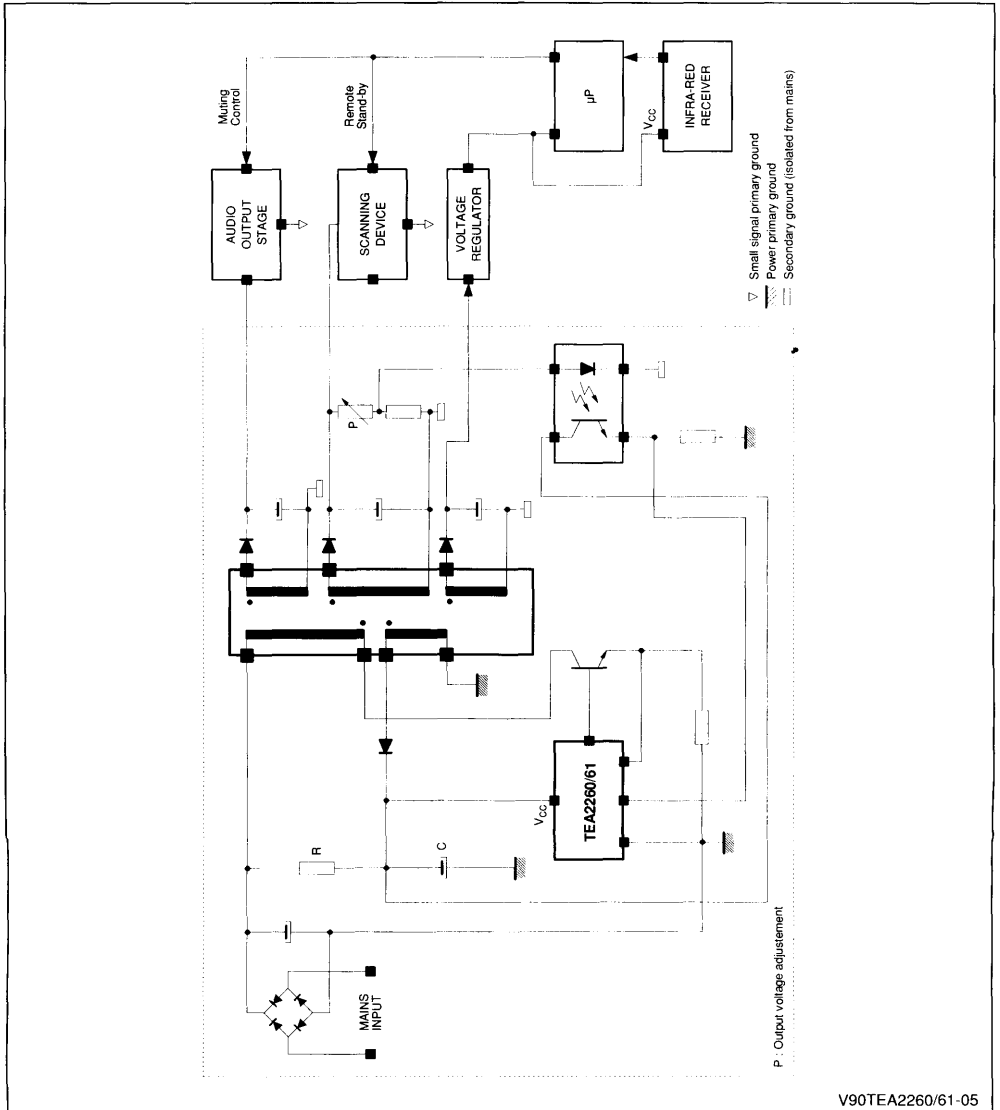 Muting
Control
AUDIO
OUTPUT
STAGE
Remote
Stand-by
SCANNING
DEVICE
VOLTAGE
REGULATOR
µP
VCC
INFRA-RED
RECEIVER
Small signal primary ground
Power primary ground
Secondary ground (isolated from mains)
P
VCC
TEA2260/61
R
C
MAINS
INPUT
P : Output voltage adjustement
V90TEA2260/61-05